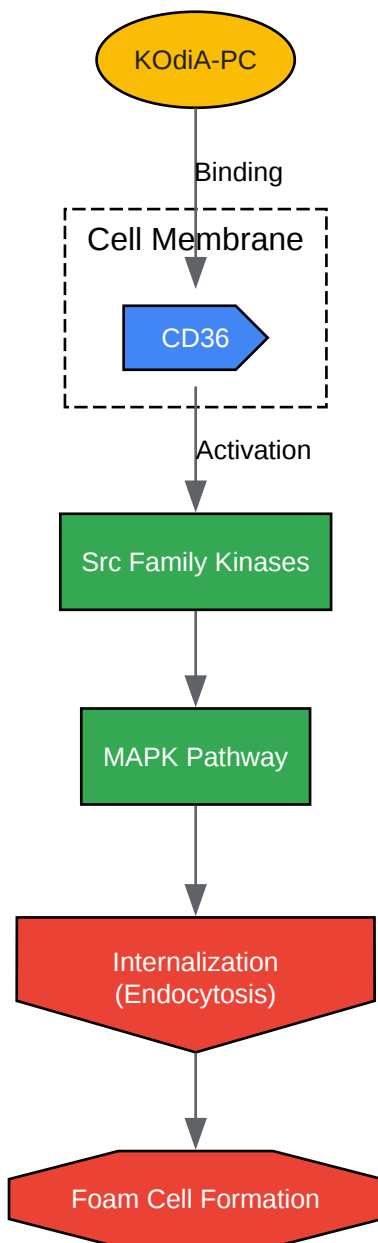 KOdiA-PC
Binding
Cell Membrane
CD36
Activation
Src Family Kinases
MAPK Pathway
Internalization
(Endocytosis)
Foam Cell Formation